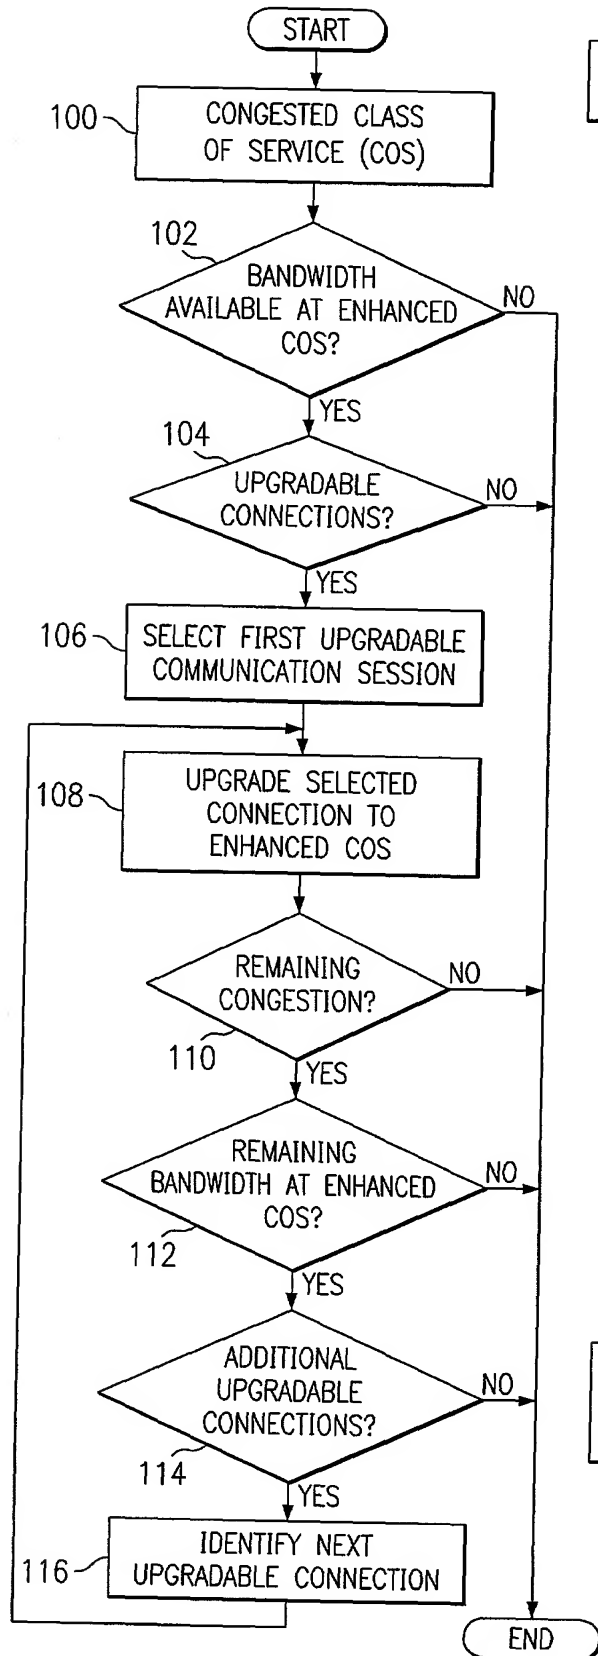 START
100
CONGESTED CLASS
OF SERVICE (COS)
102
BANDWIDTH
AVAILABLE AT ENHANCED
COS?
NO
YES
104
UPGRADABLE
CONNECTIONS?
NO
YES
106
SELECT FIRST UPGRADABLE
COMMUNICATION SESSION
108
UPGRADE SELECTED
CONNECTION TO
ENHANCED COS
REMAINING
CONGESTION?
NO
110
YES
REMAINING
BANDWIDTH AT ENHANCED
COS?
NO
112
YES
ADDITIONAL
UPGRADABLE
CONNECTIONS?
NO
114
YES
116
IDENTIFY NEXT
UPGRADABLE CONNECTION
END